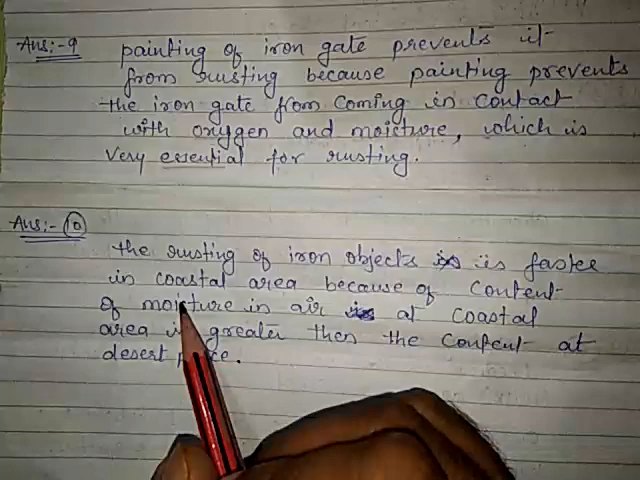 Ans:-9 painting of iron gate prevents it
from rusting because painting prevents
the iron gate from coming in contact
with oxygen and moicture, which is
very essential for rusting.
Ans:- 10
the rusting of iron objects is faster
in coastal area because of content
of moisture in air at coastal
area is greater then the content at
desert